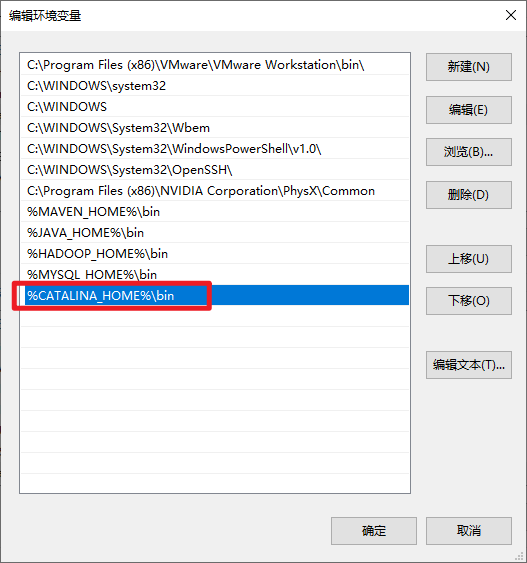 编辑环境变量
C:\Program Files (x86)\VMware\VMware Workstation\bin\
C:\WINDOWS\system32
C:\WINDOWS
C:\WINDOWS\System32\Wbem
C:\WINDOWS\System32\WindowsPowerShell\v1.0\
C:\WINDOWS\System32\OpenSSH\
C:\Program Files (x86)\NVIDIA Corporation\PhysX\Common
%MAVEN_HOME%\bin
%JAVA_HOME%\bin
%HADOOP_HOME%\bin
%MYSQL_HOME%\bin
%CATALINA_HOME%\bin
新建(N)
编辑(E)
浏览(B)...
删除(D)
上移(U)
下移(O)
编辑文本(T)...
确定
取消